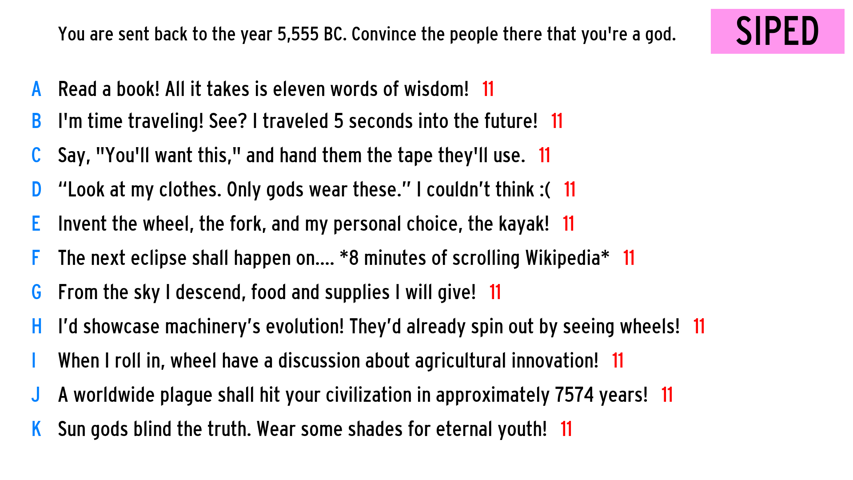 You are sent back to the year 5,555 BC. Convince the people there that you're a god.
SIPED
A Read a book! All it takes is eleven words of wisdom! 11
B I'm time traveling! See? I traveled 5 seconds into the future! 11
C Say, "You'll want this," and hand them the tape they'll use. 11
D “Look at my clothes. Only gods wear these.” I couldn’t think :( 11
E Invent the wheel, the fork, and my personal choice, the kayak! 11
F The next eclipse shall happen on.... *8 minutes of scrolling Wikipedia* 11
G From the sky I descend, food and supplies I will give! 11
H I’d showcase machinery’s evolution! They’d already spin out by seeing wheels! 11
I When I roll in, wheel have a discussion about agricultural innovation! 11
J A worldwide plague shall hit your civilization in approximately 7574 years! 11
K Sun gods blind the truth. Wear some shades for eternal youth! 11